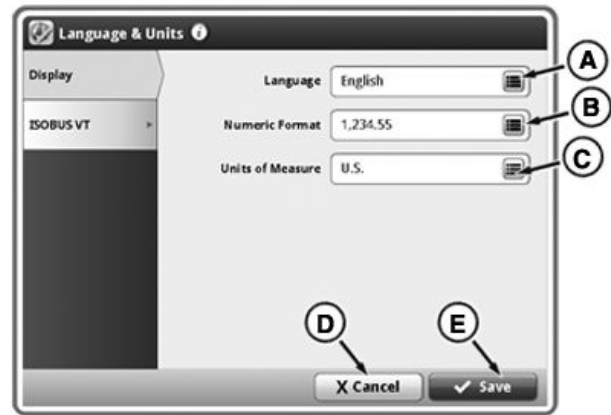 Language & Units i
Display
Language English A
ISOBUS VT
Numeric Format 1,234.55 B
Units of Measure U.S. C
D E
X Cancel Save